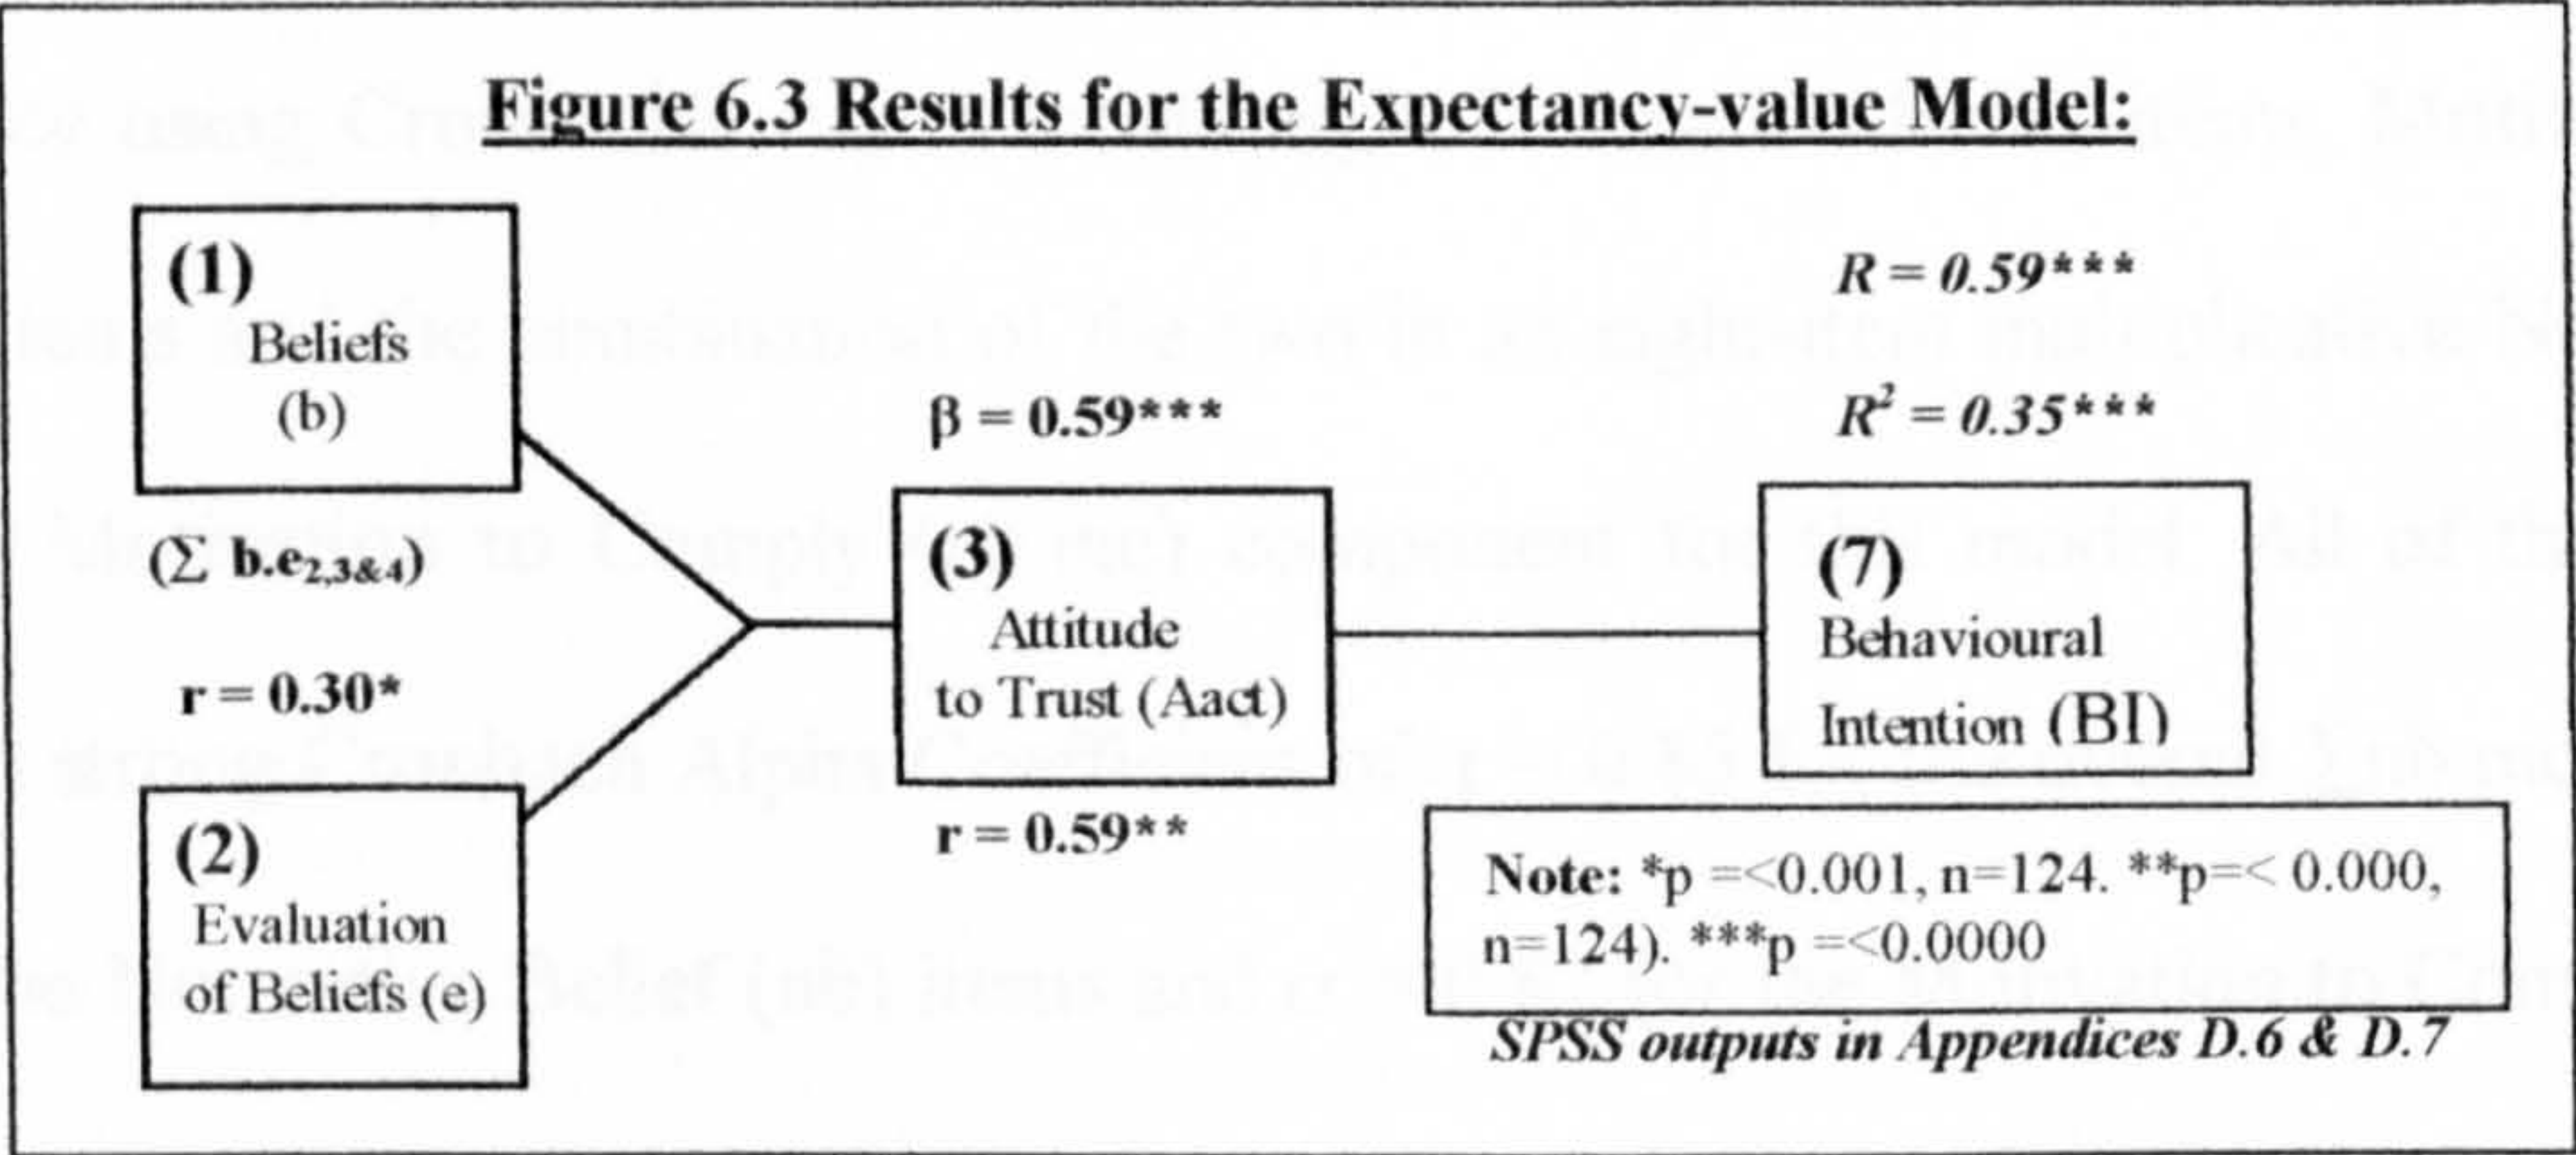 Figure 6.3 Results for the Expectancy-value Model:
(1)
Beliefs
(b)
(Σ b.e2,3&4)
r = 0.30*
(2)
Evaluation
of Beliefs (e)
β = 0.59***
(3)
Attitude
to Trust (Aact)
r = 0.59**
R = 0.59***
R² = 0.35***
(7)
Behavioural
Intention (BI)
Note: *p =<0.001, n=124. **p=< 0.000,
n=124). ***p =<0.0000
SPSS outputs in Appendices D.6 & D.7